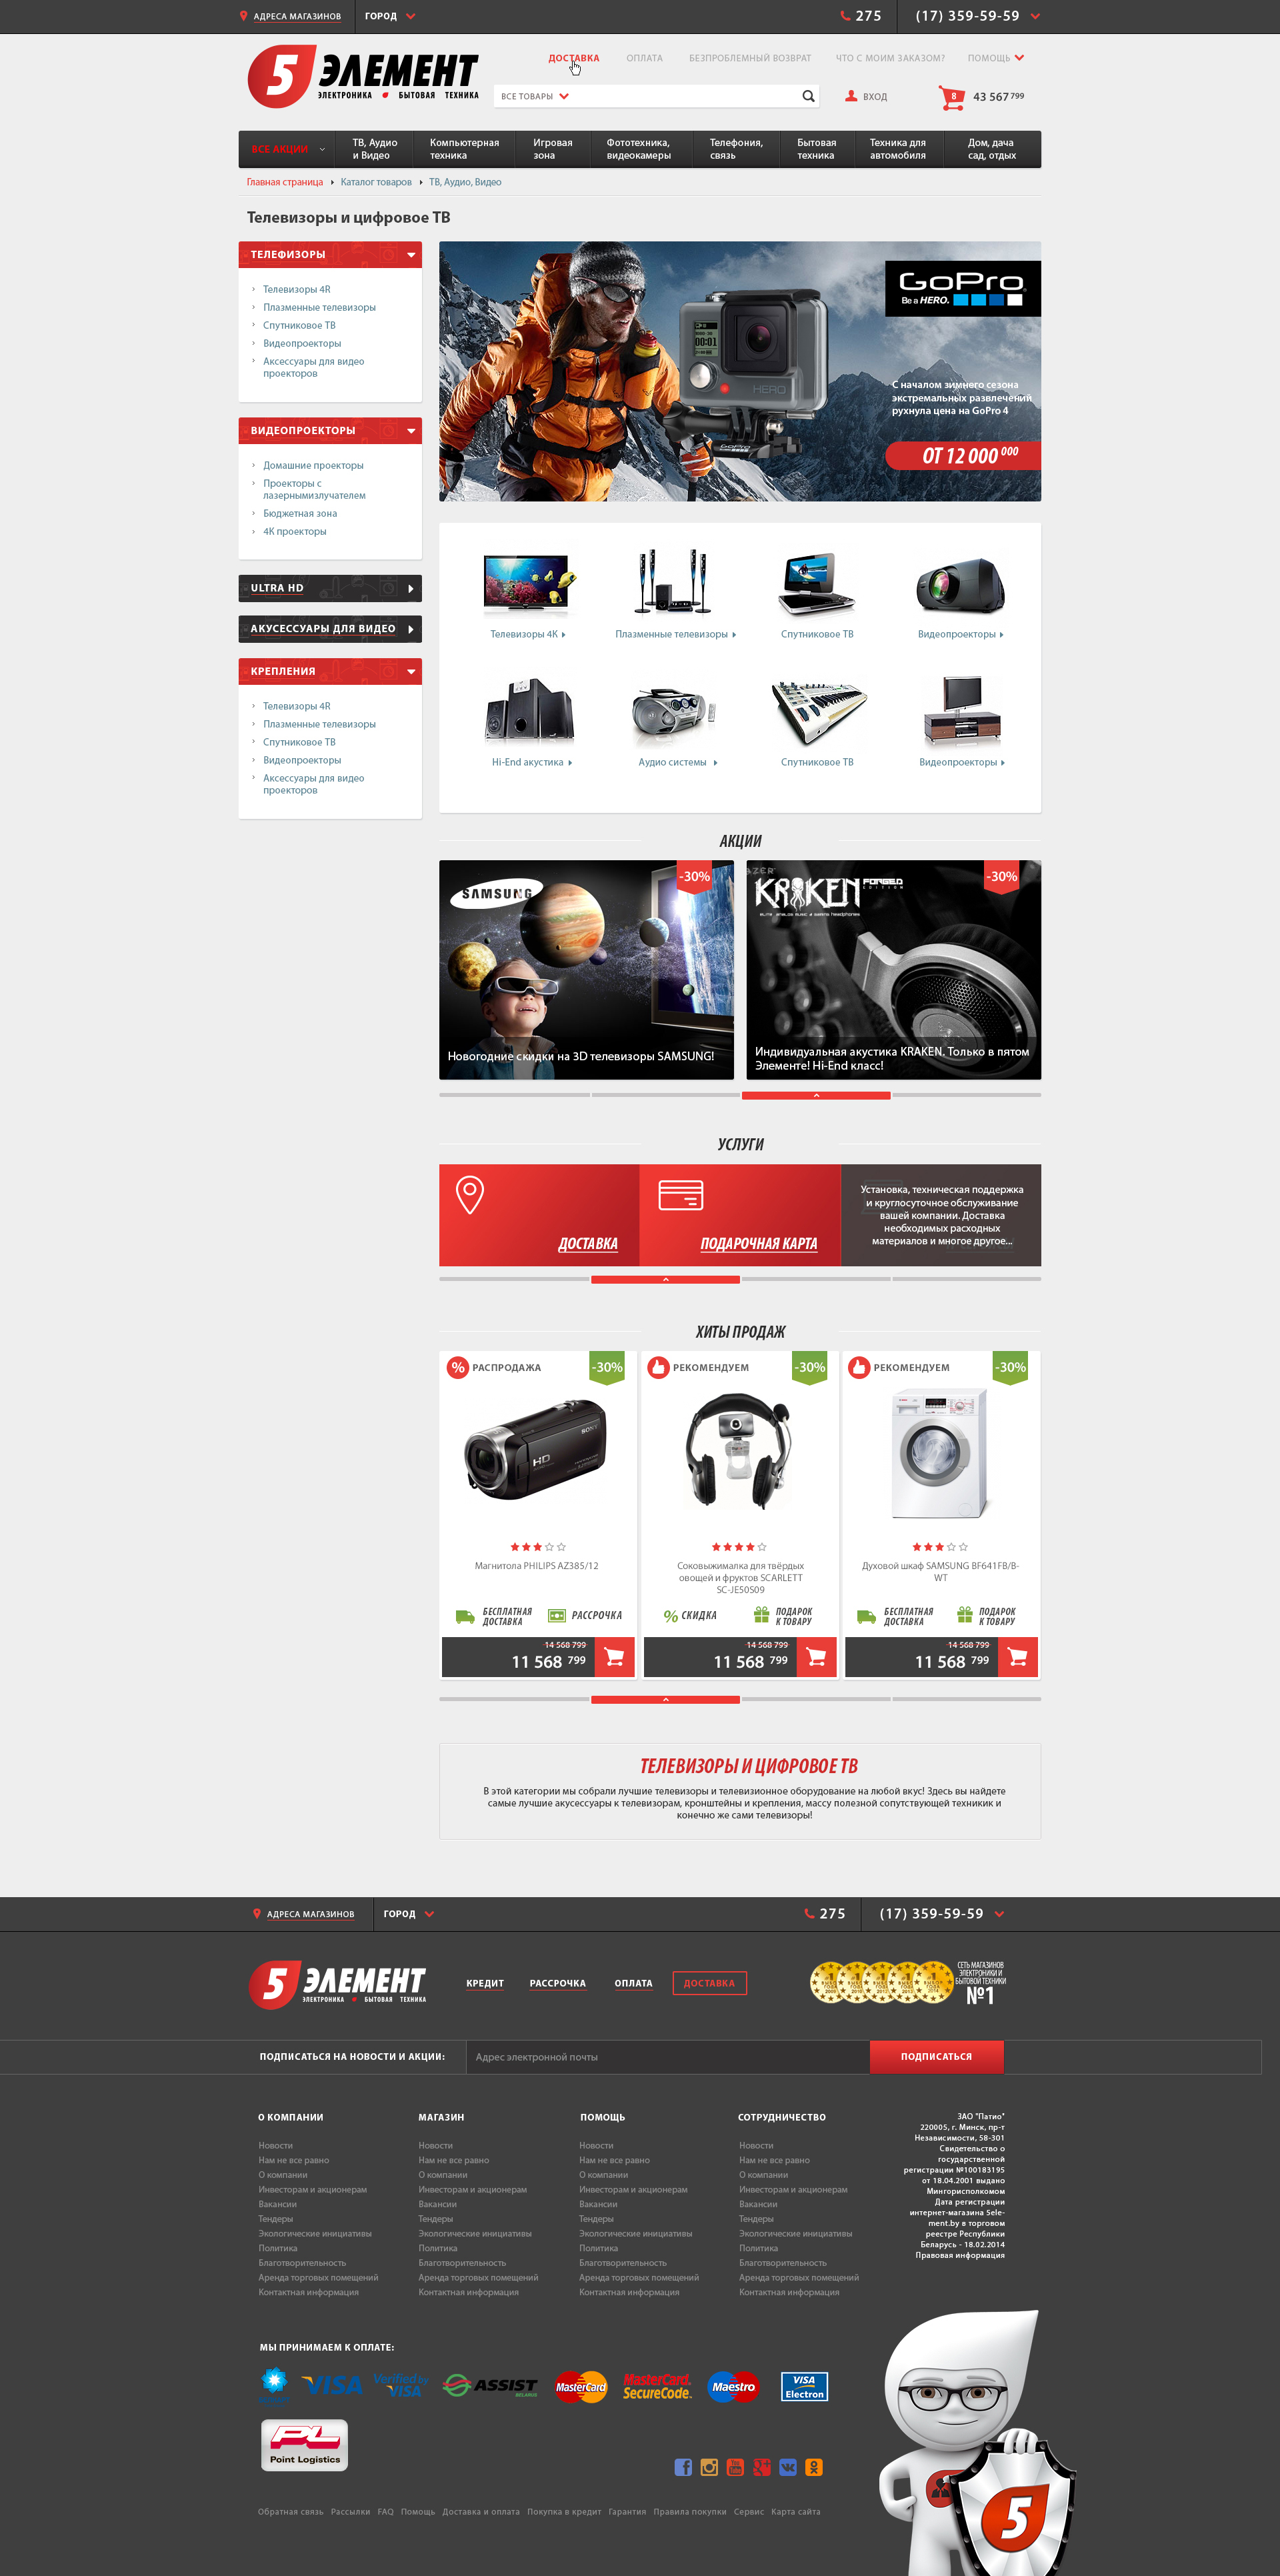 АДРЕСА МАГАЗИНОВ
ГОРОД
275
(17) 359-59-59
5 ЭЛЕМЕНТ
ЭЛЕКТРОНИКА БЫТОВАЯ ТЕХНИКА
ДОСТАВКА
ОПЛАТА
БЕЗПРОБЛЕМНЫЙ ВОЗВРАТ
ЧТО С МОИМ ЗАКАЗОМ?
ПОМОЩЬ
ВСЕ ТОВАРЫ
ВХОД
8
43 567 799
ВСЕ АКЦИИ
ТВ, Аудио
и Видео
Компьютерная
техника
Игровая
зона
Фототехника,
видеокамеры
Телефония,
связь
Бытовая
техника
Техника для
автомобиля
Дом, дача
сад, отдых
Главная страница
Каталог товаров
ТВ, Аудио, Видео
Телевизоры и цифровое ТВ
ТЕЛЕФИЗОРЫ
Телевизоры 4R
Плазменные телевизоры
Спутниковое ТВ
Видеопроекторы
Аксессуары для видео
проекторов
ВИДЕОПРОЕКТОРЫ
Домашние проекторы
Проекторы с
лазернымизлучателем
Бюджетная зона
4К проекторы
ULTRA HD
АКУСЕССУАРЫ ДЛЯ ВИДЕО
КРЕПЛЕНИЯ
Телевизоры 4R
Плазменные телевизоры
Спутниковое ТВ
Видеопроекторы
Аксессуары для видео
проекторов
GoPro
Be a HERO.
00:01
HERO
GoPro
С началом зимнего сезона
экстремальных развлечений
рухнула цена на GoPro 4
ОТ 12 000 000
Телевизоры 4К
Плазменные телевизоры
Спутниковое ТВ
Видеопроекторы
Hi-End акустика
Аудио системы
Спутниковое ТВ
Видеопроекторы
АКЦИИ
SAMSUNG
-30%
Новогодние скидки на 3D телевизоры SAMSUNG!
KRAKEN FORGED
EDITION
-30%
Индивидуальная акустика KRAKEN. Только в пятом
Элементе! Hi-End класс!
УСЛУГИ
ДОСТАВКА
ПОДАРОЧНАЯ КАРТА
Установка, техническая поддержка
и круглосуточное обслуживание
вашей компании. Доставка
необходимых расходных
материалов и многое другое...
ХИТЫ ПРОДАЖ
% РАСПРОДАЖА
-30%
SONY
HD
Магнитола PHILIPS AZ385/12
БЕСПЛАТНАЯ
ДОСТАВКА
РАССРОЧКА
14 568 799
11 568 799
РЕКОМЕНДУЕМ
-30%
Соковыжималка для твёрдых
овощей и фруктов SCARLETT
SC-JE50S09
% СКИДКА
ПОДАРОК
К ТОВАРУ
14 568 799
11 568 799
РЕКОМЕНДУЕМ
-30%
Духовой шкаф SAMSUNG BF641FB/B-
WT
БЕСПЛАТНАЯ
ДОСТАВКА
ПОДАРОК
К ТОВАРУ
14 568 799
11 568 799
ТЕЛЕВИЗОРЫ И ЦИФРОВОЕ ТВ
В этой категории мы собрали лучшие телевизоры и телевизионное оборудование на любой вкус! Здесь вы найдете
самые лучшие акусессуары к телевизорам, кронштейны и крепления, массу полезной сопутствующей техникик и
конечно же сами телевизоры!
АДРЕСА МАГАЗИНОВ
ГОРОД
275
(17) 359-59-59
5 ЭЛЕМЕНТ
ЭЛЕКТРОНИКА БЫТОВАЯ ТЕХНИКА
КРЕДИТ
РАССРОЧКА
ОПЛАТА
ДОСТАВКА
СЕТЬ МАГАЗИНОВ
ЭЛЕКТРОНИКИ И
БЫТОВОЙ ТЕХНИКИ
№1
ПОДПИСАТЬСЯ НА НОВОСТИ И АКЦИИ:
Адрес электронной почты
ПОДПИСАТЬСЯ
О КОМПАНИИ
Новости
Нам не все равно
О компании
Инвесторам и акционерам
Вакансии
Тендеры
Экологические инициативы
Политика
Благотворительность
Аренда торговых помещений
Контактная информация
МАГАЗИН
Новости
Нам не все равно
О компании
Инвесторам и акционерам
Вакансии
Тендеры
Экологические инициативы
Политика
Благотворительность
Аренда торговых помещений
Контактная информация
ПОМОЩЬ
Новости
Нам не все равно
О компании
Инвесторам и акционерам
Вакансии
Тендеры
Экологические инициативы
Политика
Благотворительность
Аренда торговых помещений
Контактная информация
СОТРУДНИЧЕСТВО
Новости
Нам не все равно
О компании
Инвесторам и акционерам
Вакансии
Тендеры
Экологические инициативы
Политика
Благотворительность
Аренда торговых помещений
Контактная информация
ЗАО "Патио"
220005, г. Минск, пр-т
Независимости, 58-301
Свидетельство о
государственной
регистрации №100183195
от 18.04.2001 выдано
Мингорисполкомом
Дата регистрации
интернет-магазина 5ele-
ment.by в торговом
реестре Республики
Беларусь - 18.02.2014
Правовая информация
МЫ ПРИНИМАЕМ К ОПЛАТЕ:
VISA
Verified by
VISA
ASSIST
BELARUS
MasterCard
MasterCard.
SecureCode.
Maestro
VISA
Electron
PL
Point Logistics
Обратная связь
Рассылки
FAQ
Помощь
Доставка и оплата
Покупка в кредит
Гарантия
Правила покупки
Сервис
Карта сайта
5